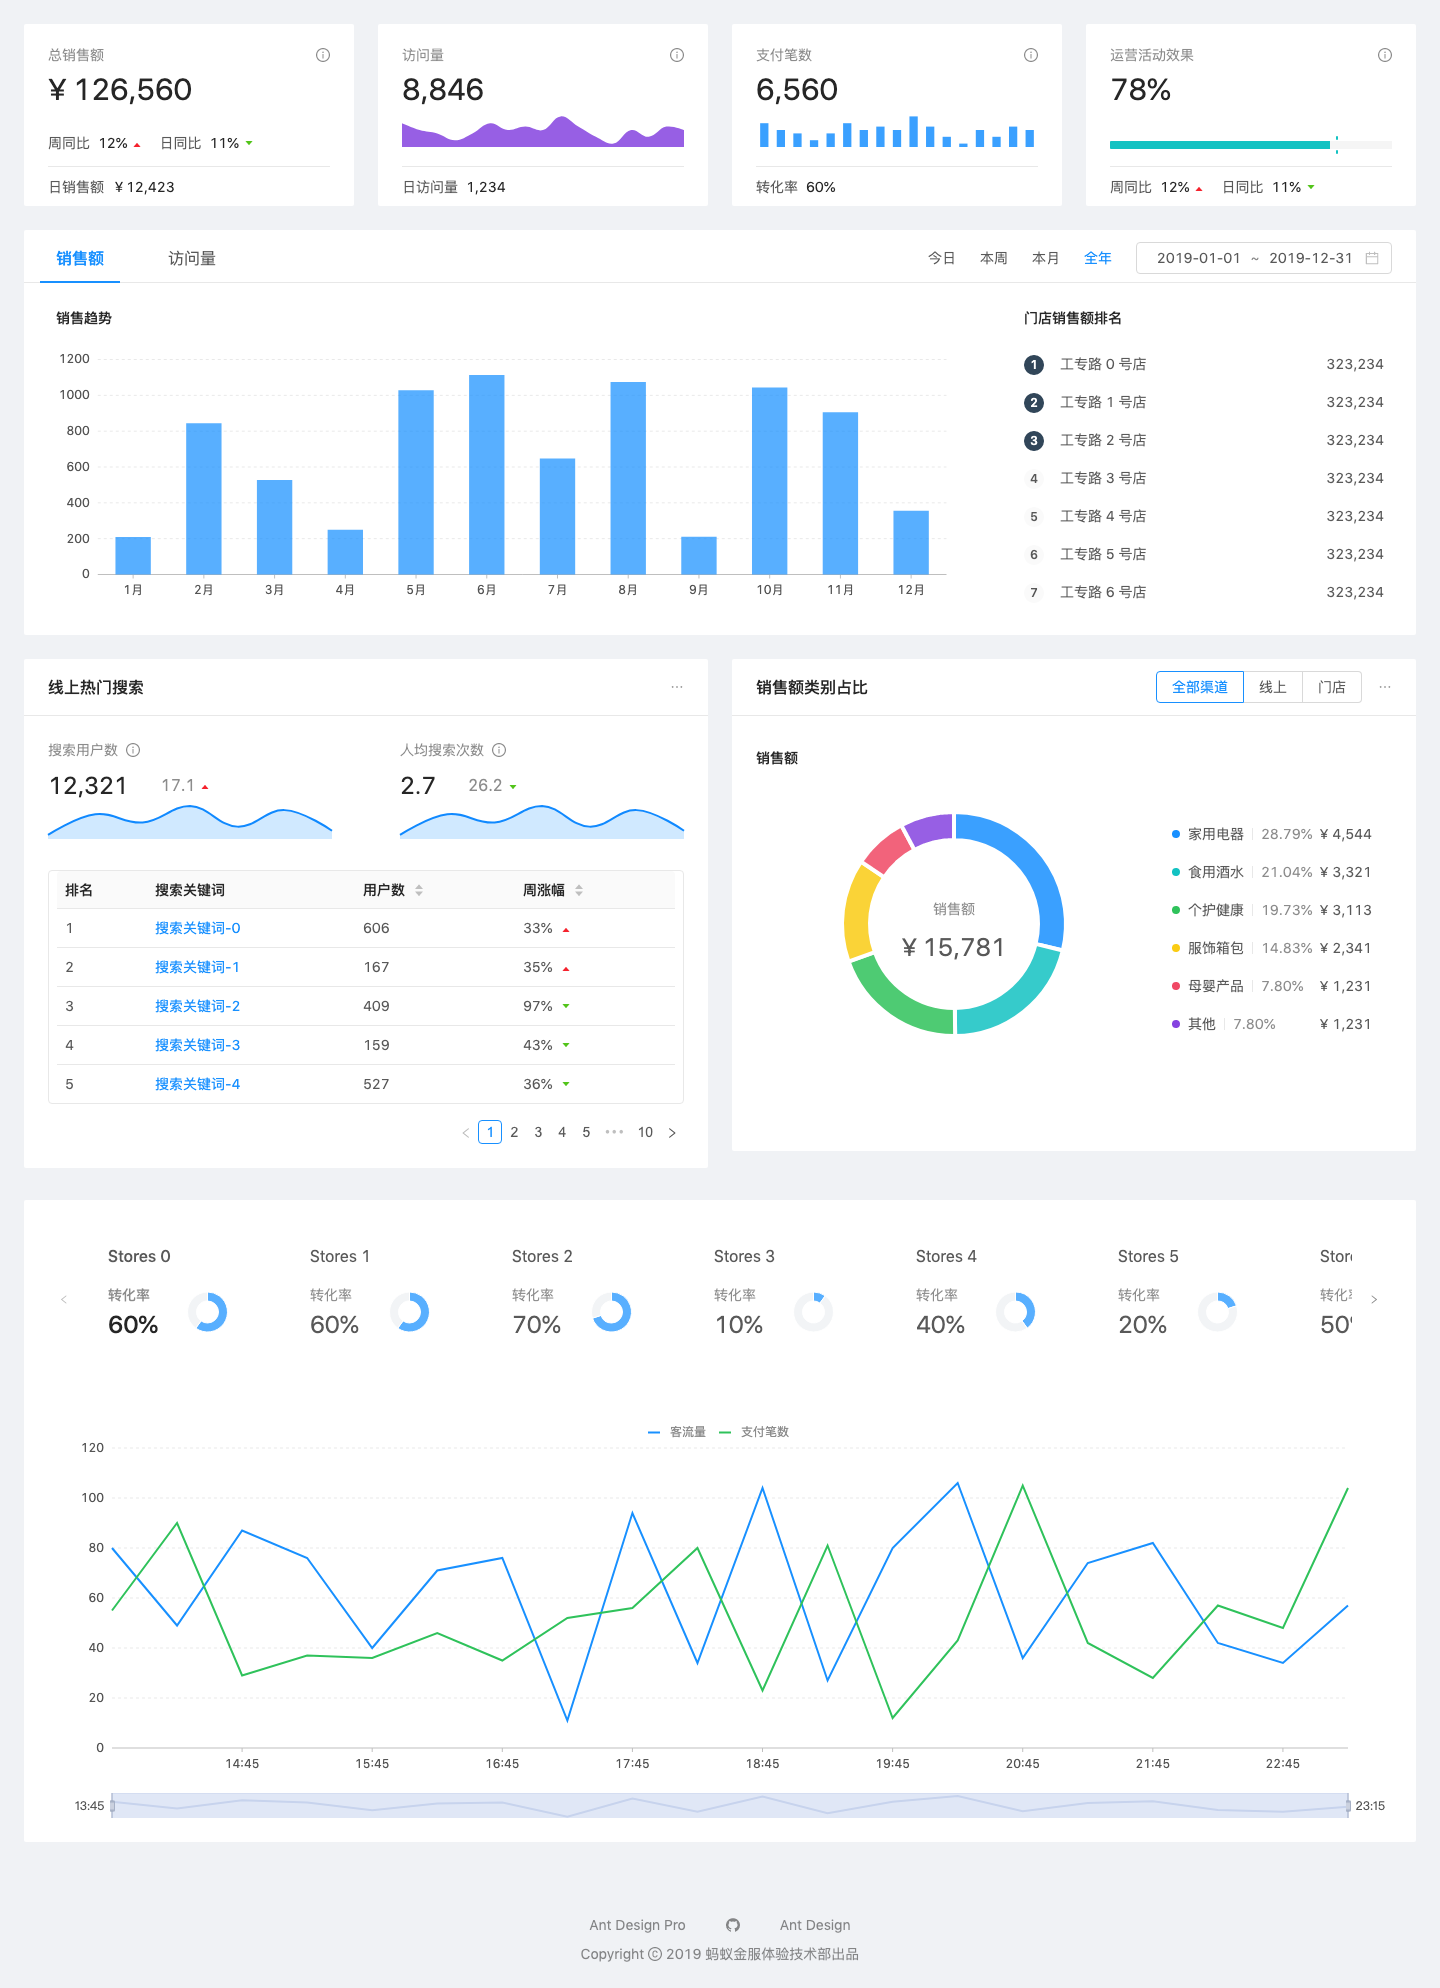 总销售额
¥ 126,560
周同比 12% 日同比 11%
日销售额 ¥ 12,423
访问量
8,846
日访问量 1,234
支付笔数
6,560
转化率 60%
运营活动效果
78%
周同比 12% 日同比 11%
销售额 访问量 今日 本周 本月 全年 2019-01-01 ~ 2019-12-31
销售趋势
1200
1000
800
600
400
200
0
1月 2月 3月 4月 5月 6月 7月 8月 9月 10月 11月 12月
门店销售额排名
1 工专路 0 号店 323,234
2 工专路 1 号店 323,234
3 工专路 2 号店 323,234
4 工专路 3 号店 323,234
5 工专路 4 号店 323,234
6 工专路 5 号店 323,234
7 工专路 6 号店 323,234
线上热门搜索 ···
搜索用户数
12,321 17.1
人均搜索次数
2.7 26.2
排名 搜索关键词 用户数 周涨幅
1 搜索关键词-0 606 33%
2 搜索关键词-1 167 35%
3 搜索关键词-2 409 97%
4 搜索关键词-3 159 43%
5 搜索关键词-4 527 36%
< 1 2 3 4 5 ••• 10 >
销售额类别占比 全部渠道 线上 门店 ···
销售额
销售额
¥ 15,781
家用电器 | 28.79% ¥ 4,544
食用酒水 | 21.04% ¥ 3,321
个护健康 | 19.73% ¥ 3,113
服饰箱包 | 14.83% ¥ 2,341
母婴产品 | 7.80% ¥ 1,231
其他 | 7.80% ¥ 1,231
Stores 0 Stores 1 Stores 2 Stores 3 Stores 4 Stores 5 Stor
转化率 转化率 转化率 转化率 转化率 转化率 转化
60% 60% 70% 10% 40% 20% 50
客流量 支付笔数
120
100
80
60
40
20
0
14:45 15:45 16:45 17:45 18:45 19:45 20:45 21:45 22:45
13:45 23:15
Ant Design Pro Ant Design
Copyright © 2019 蚂蚁金服体验技术部出品